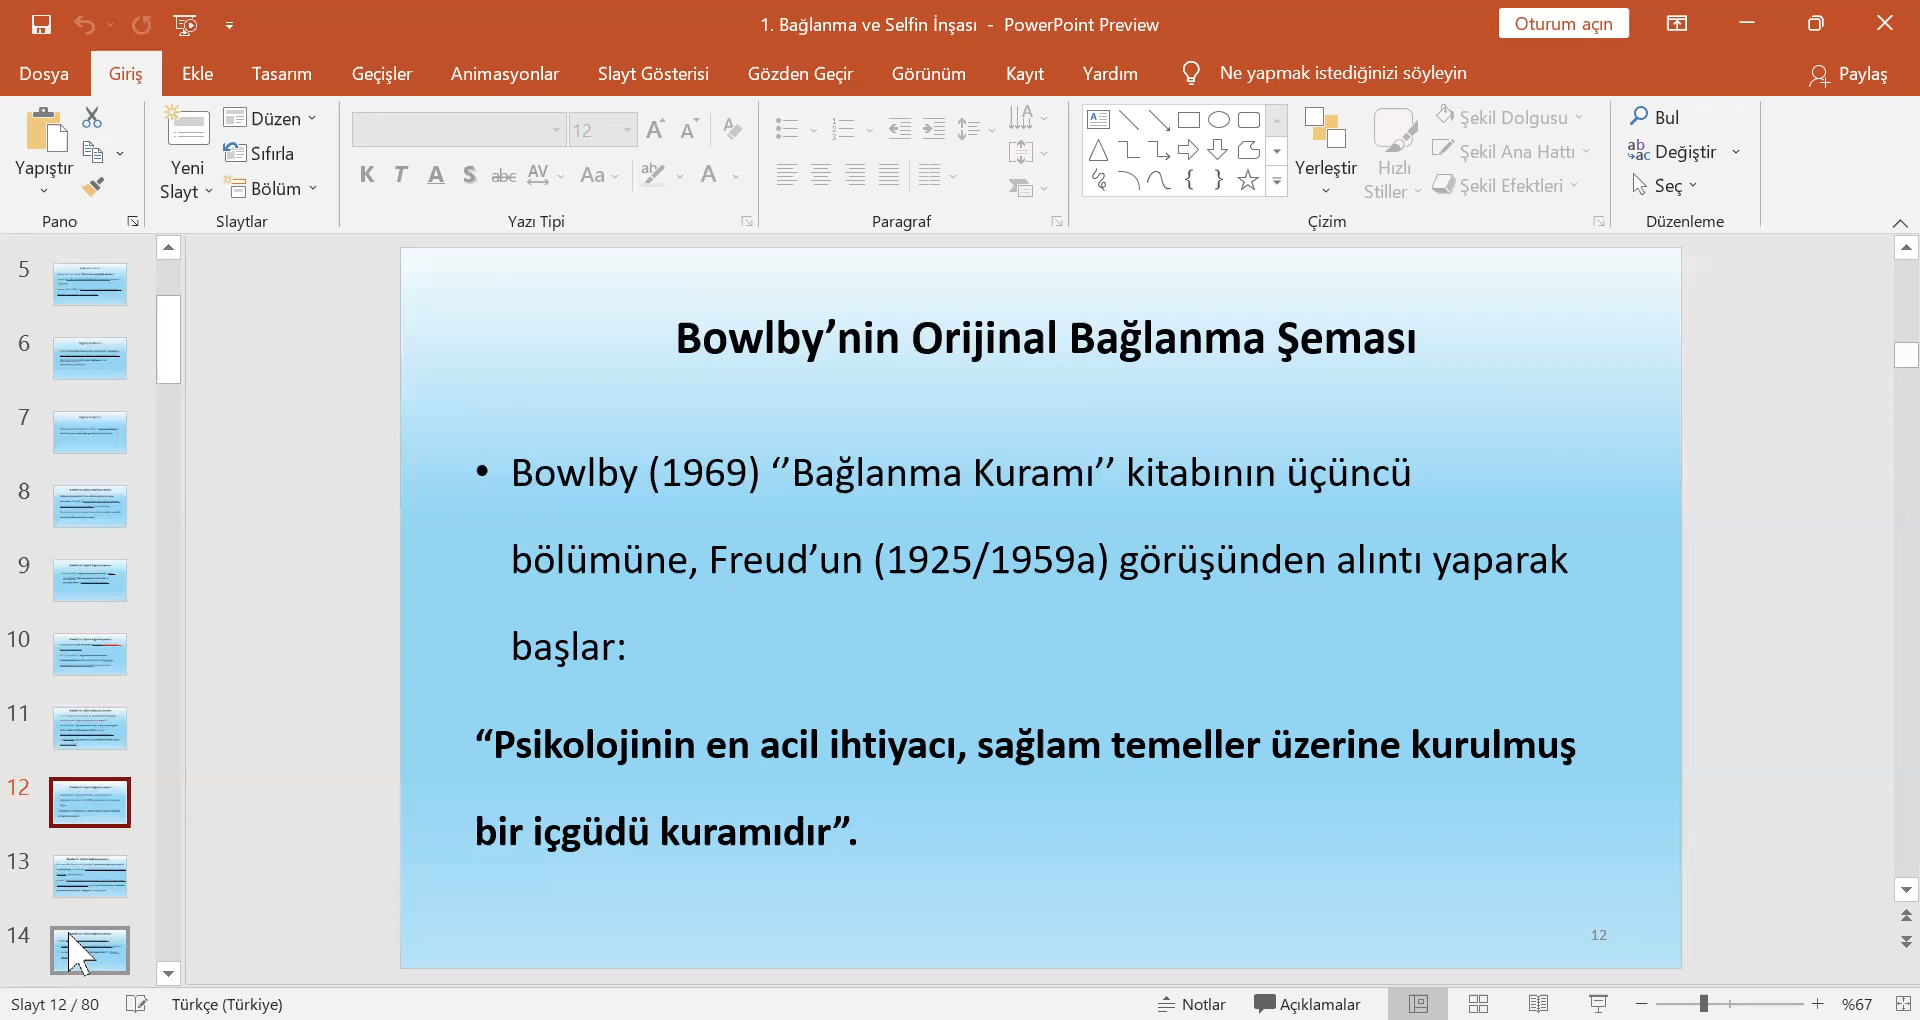 1. Bağlanma ve Selfin İnşası - PowerPoint Preview
Oturum açın
Dosya Giriş Ekle Tasarım Geçişler Animasyonlar Slayt Gösterisi Gözden Geçir Görünüm Kayıt Yardım Ne yapmak istediğinizi söyleyin Paylaş
Yapıştır
Pano
Yeni
Slayt
Düzen
Sıfırla
Bölüm
Slaytlar
12
K T A S abc AV Aa A
Yazı Tipi
Paragraf
Yerleştir
Hızlı
Stiller
Şekil Dolgusu
Şekil Ana Hattı
Şekil Efektleri
Çizim
Bul
Değiştir
Seç
Düzenleme
5
6
7
8
9
10
11
12
13
14
Bowlby’nin Orijinal Bağlanma Şeması
• Bowlby (1969) ‘’Bağlanma Kuramı’’ kitabının üçüncü
bölümüne, Freud’un (1925/1959a) görüşünden alıntı yaparak
başlar:
“Psikolojinin en acil ihtiyacı, sağlam temeller üzerine kurulmuş
bir içgüdü kuramıdır”.
12
Slayt 12 / 80 Türkçe (Türkiye) Notlar Açıklamalar %67